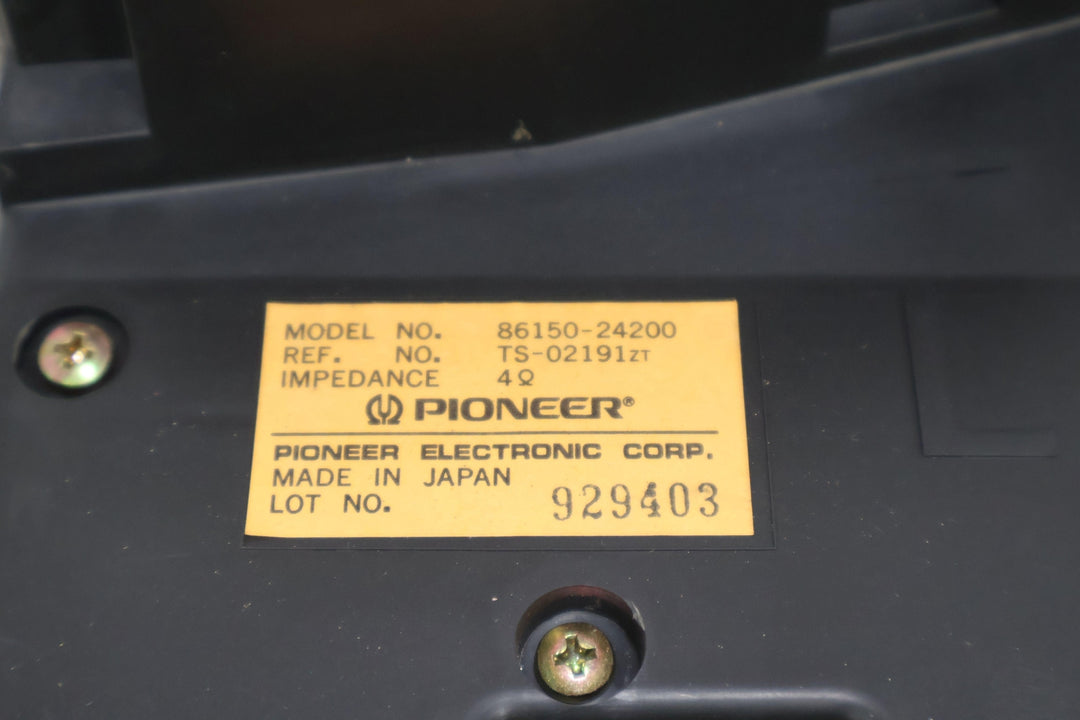 MODEL NO. 86150-24200
REF. NO. TS-02191ZT
IMPEDANCE 4Ω
PIONEER®
PIONEER ELECTRONIC CORP.
MADE IN JAPAN
LOT NO. 929403